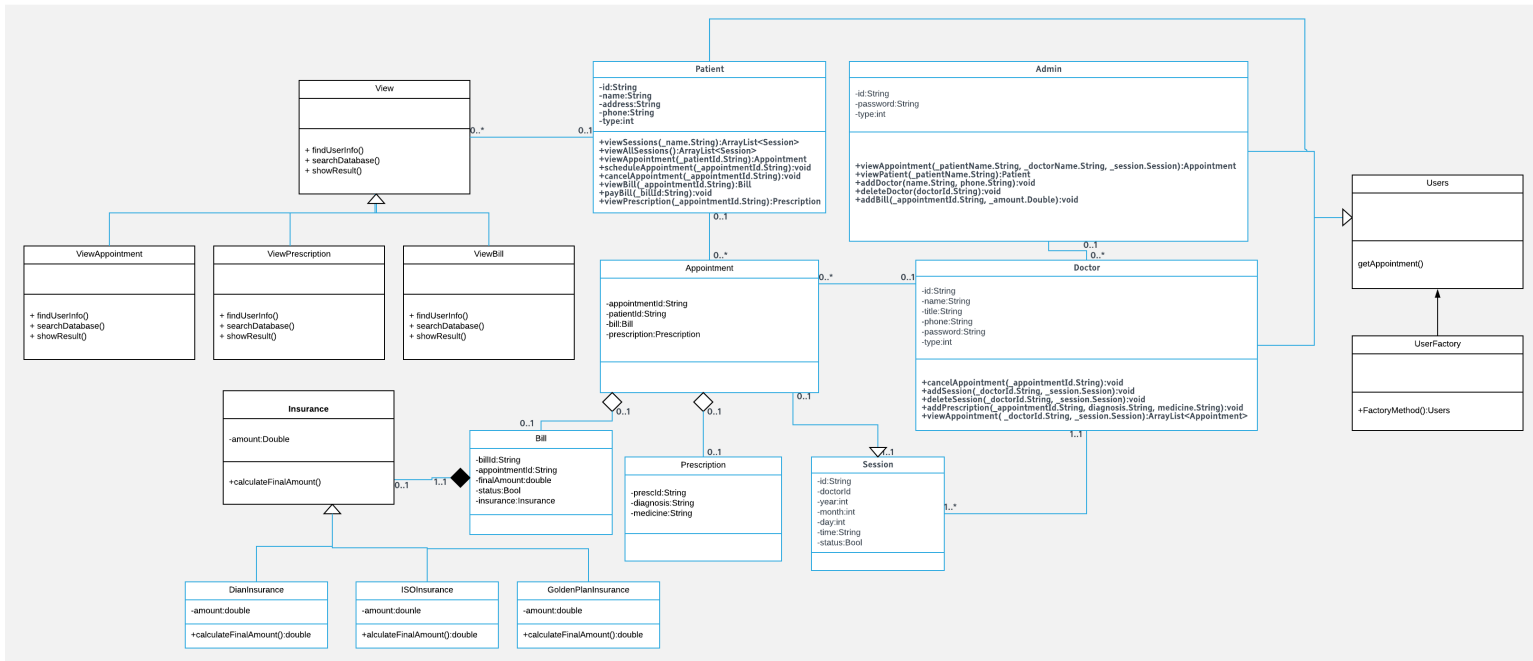 Patient
-id:String
-name:String
-address:String
-phone:String
-type:int
+viewSessions(_name.String):ArrayList<Session>
+viewAllSessions():ArrayList<Session>
+viewAppointment(_patientId.String):Appointment
+scheduleAppointment(_appointmentId.String):void
+cancelAppointment(_appointmentId.String):void
+viewBill(_appointmentId.String):Bill
+payBill(_billId:String):void
+viewPrescription(_appointmentId.String):Prescription
Admin
-id:String
-password:String
-type:int
+viewAppointment(_patientName.String, _doctorName.String, _session.Session):Appointment
+viewPatient(_patientName.String):Patient
+addDoctor(name.String, phone.String):void
+deleteDoctor(doctorId.String):void
+addBill(_appointmentId.String, _amount.Double):void
View
+ findUserInfo()
+ searchDatabase()
+ showResult()
0..*
0..1
Users
getAppointment()
0..1
0..*
0..1
0..*
ViewAppointment
+ findUserInfo()
+ searchDatabase()
+ showResult()
ViewPrescription
+ findUserInfo()
+ searchDatabase()
+ showResult()
ViewBill
+ findUserInfo()
+ searchDatabase()
+ showResult()
Appointment
-appointmentId:String
-patientId:String
-bill:Bill
-prescription:Prescription
0..*
0..1
Doctor
-id:String
-name:String
-title:String
-phone:String
-password:String
-type:int
+cancelAppointment(_appointmentId.String):void
+addSession(_doctorId.String, _session.Session):void
+deleteSession(_doctorId.String, _session.Session):void
+addPrescription(_appointmentId.String, diagnosis.String, medicine.String):void
+viewAppointment( _doctorId.String, _session.Session):ArrayList<Appointment>
UserFactory
+FactoryMethod():Users
Insurance
-amount:Double
+calculateFinalAmount()
0..1
0..1
0..1
0..1
0..1
1..1
1..1
Bill
-billId:String
-appointmentId:String
-finalAmount:double
-status:Bool
-insurance:Insurance
0..1
1..1
Prescription
-prescId:String
-diagnosis:String
-medicine:String
Session
-id:String
-doctorId
-year:int
-month:int
-day:int
-time:String
-status:Bool
1..*
DianInsurance
-amount:double
+calculateFinalAmount():double
ISOInsurance
-amount:dounle
+alculateFinalAmount():double
GoldenPlanInsurance
-amount:double
+calculateFinalAmount():double